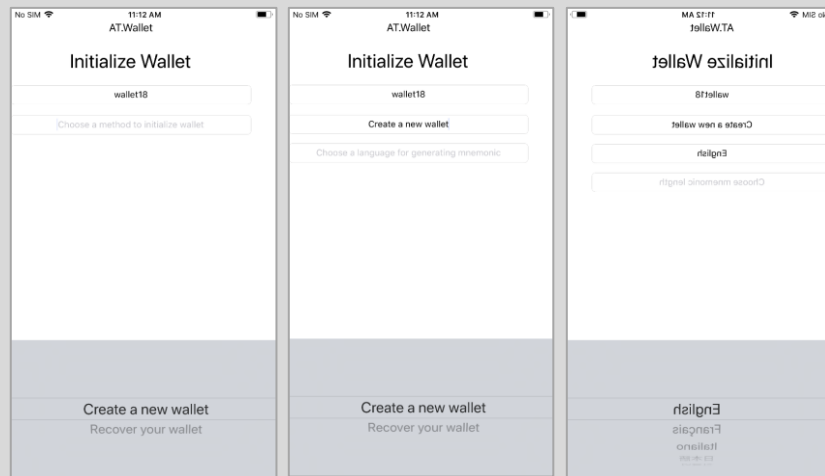 No SIM 11:12 AM
AT.Wallet
Initialize Wallet
wallet18
Choose a method to initialize wallet
Create a new wallet
Recover your wallet
No SIM 11:12 AM
AT.Wallet
Initialize Wallet
wallet18
Create a new wallet
Choose a language for generating mnemonic
Create a new wallet
Recover your wallet
No SIM 11:12 AM
AT.Wallet
Initialize Wallet
wallet18
Create a new wallet
English
Choose mnemonic length
English
Français
Italiano